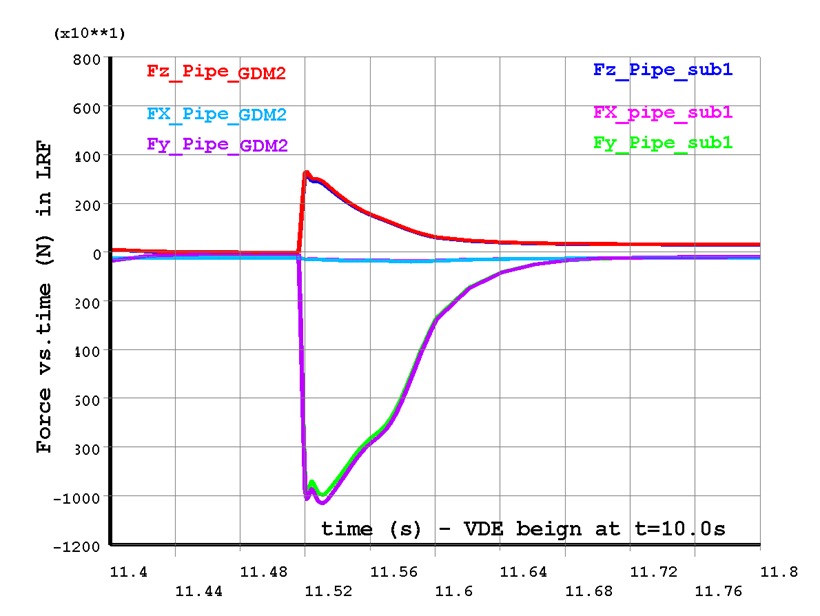 (x10**1)
800
Fz_Pipe_GDM2
Fz_Pipe_sub1
600
FX_Pipe_GDM2
FX_pipe_sub1
Fy_Pipe_GDM2
Fy_Pipe_sub1
400
200
0
200
-1000
-1200
Force vs.time (N) in LRF
time (s) - VDE beign at t=10.0s
11.4 11.48 11.56 11.64 11.72 11.8
11.44 11.52 11.6 11.68 11.76